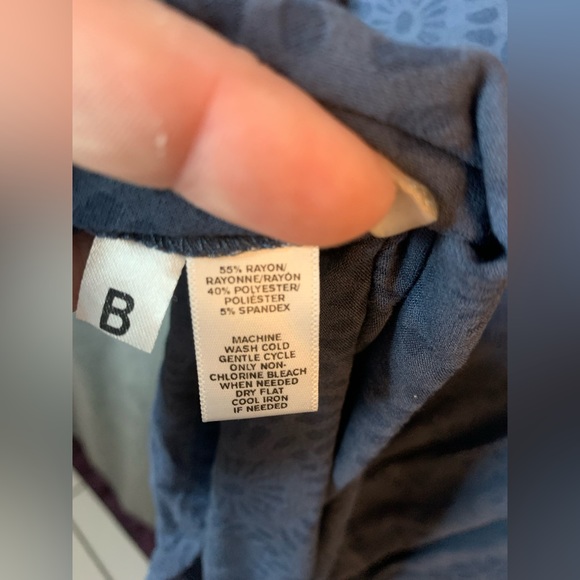 B
55% RAYON/
RAYONNE/RAYÓN
40% POLYESTER/
POLIÉSTER
5% SPANDEX
MACHINE
WASH COLD
GENTLE CYCLE
ONLY NON-
CHLORINE BLEACH
WHEN NEEDED
DRY FLAT
COOL IRON
IF NEEDED